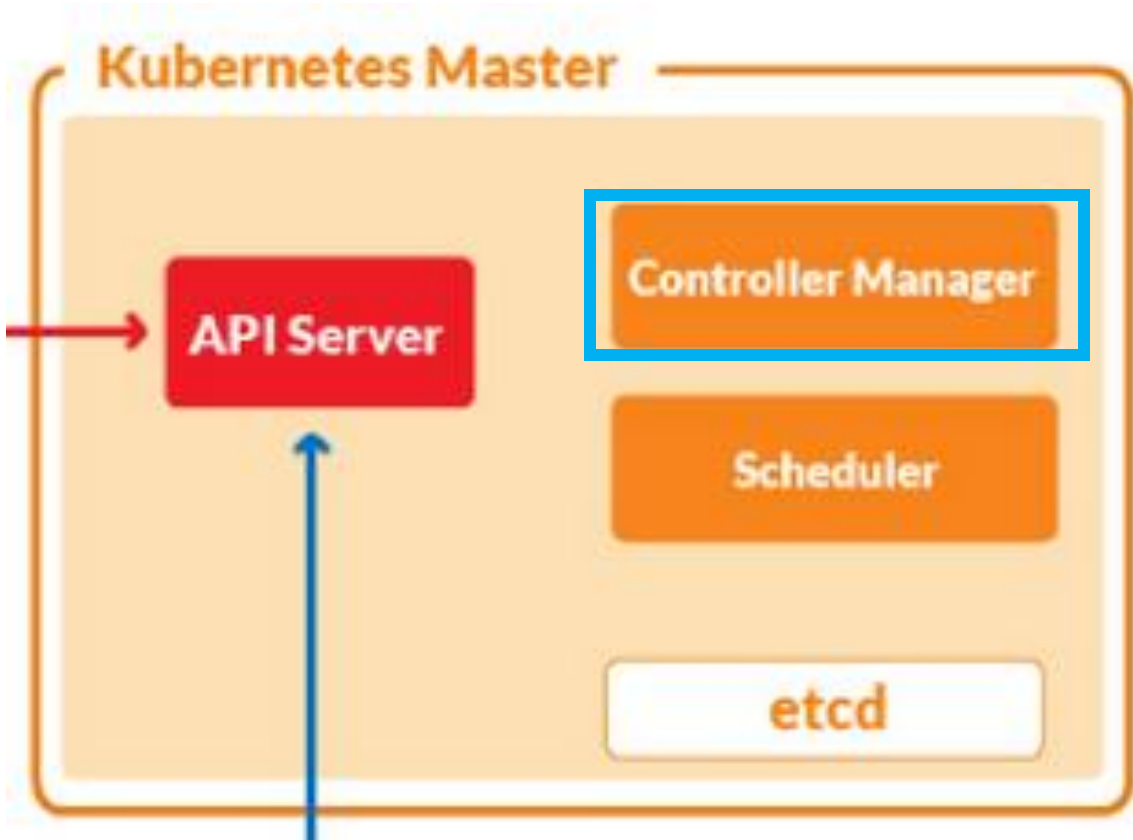 Kubernetes Master
Controller Manager
API Server
Scheduler
etcd